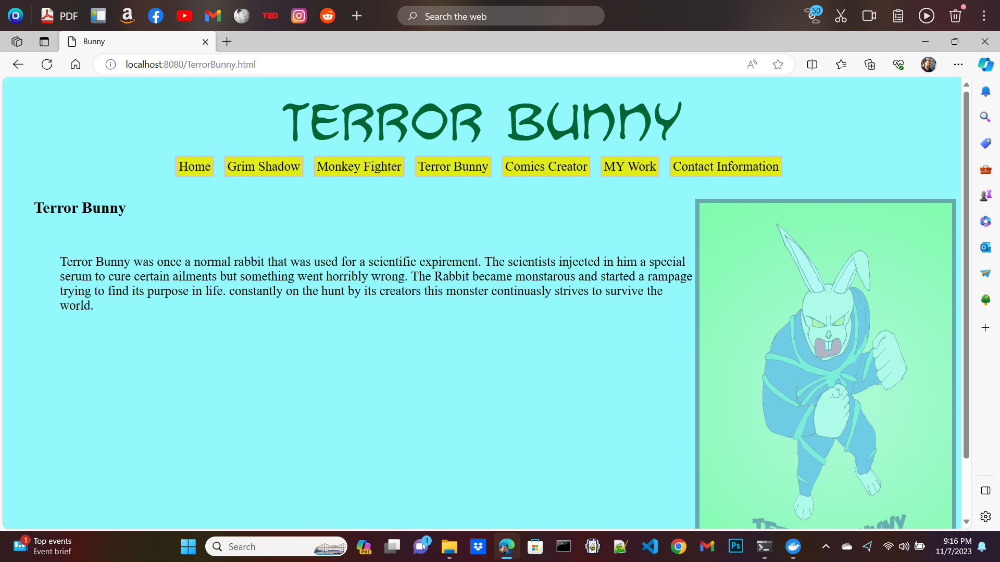 PDF
TED
Search the web
50
Bunny
localhost:8080/TerrorBunny.html
TERROR BUNNY
Home
Grim Shadow
Monkey Fighter
Terror Bunny
Comics Creator
MY Work
Contact Information
Terror Bunny
Terror Bunny was once a normal rabbit that was used for a scientific expirement. The scientists injected in him a special
serum to cure certain ailments but something went horribly wrong. The Rabbit became monstarous and started a rampage
trying to find its purpose in life. constantly on the hunt by its creators this monster continuasly strives to survive the
world.
1
Top events
Event brief
Search
PRE
1
Ps
9:16 PM
11/7/2023